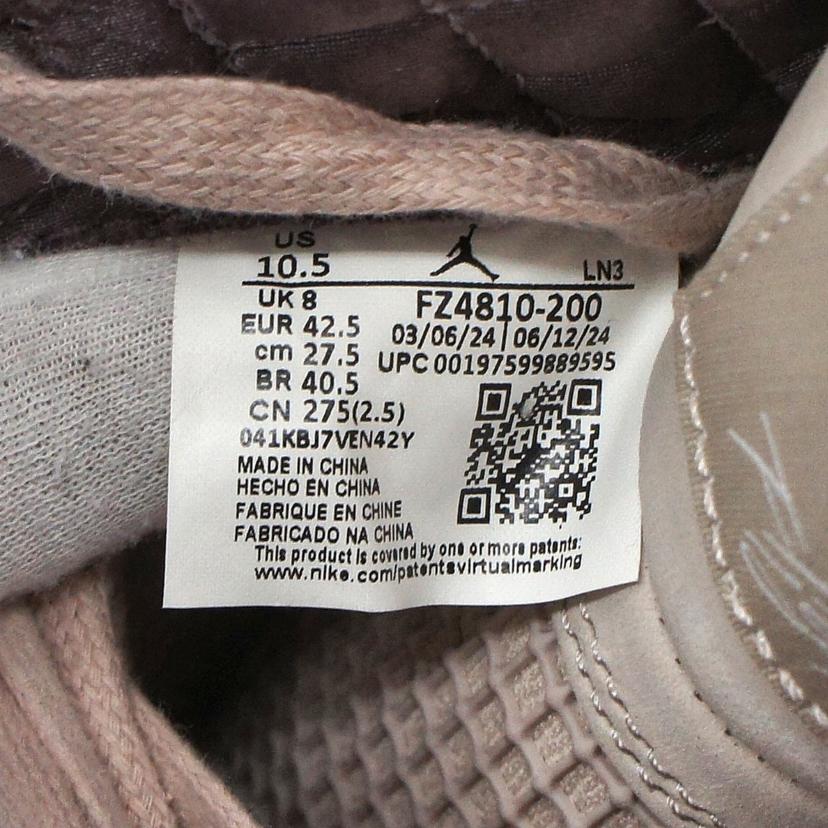 US
10.5
LN3
UK 8
FZ4810-200
EUR 42.5
03/06/24 | 06/12/24
cm 27.5
UPC 00197599889595
BR 40.5
CN 275(2.5)
041KBJ7VEN42Y
MADE IN CHINA
HECHO EN CHINA
FABRIQUE EN CHINE
FABRICADO NA CHINA
This product is covered by one or more patents:
www.nike.com/patentsvirtualmarking